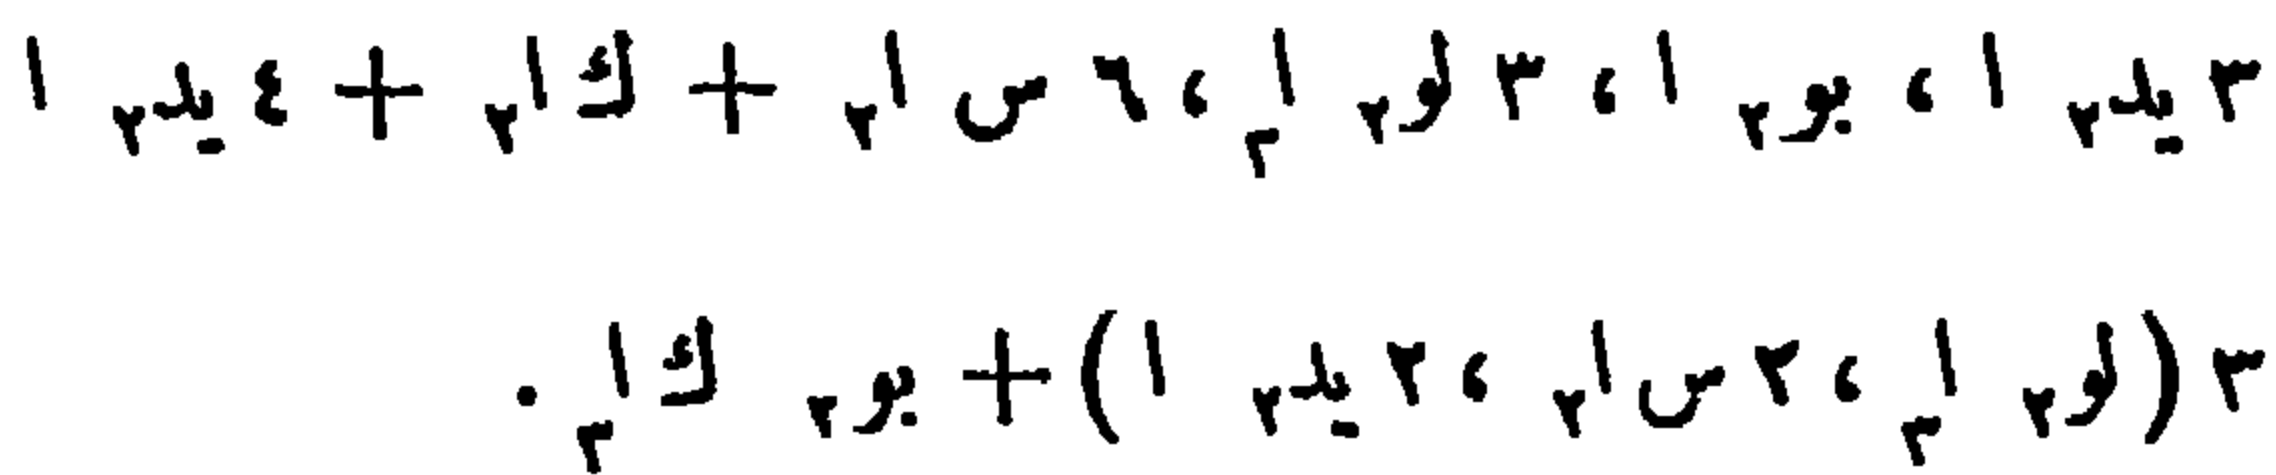 ٣ يد٢ ا ، بو٢ ا ، ٣ لو٢ ا٣ ، ٦ س ا٢ + ك ا٢ + ٤ يد٢ ا
٣ (لو٢ ا٣ ، ٢ س ا٢ ، ٢ يد٢ ا) + بو٢ ك ا٣ .